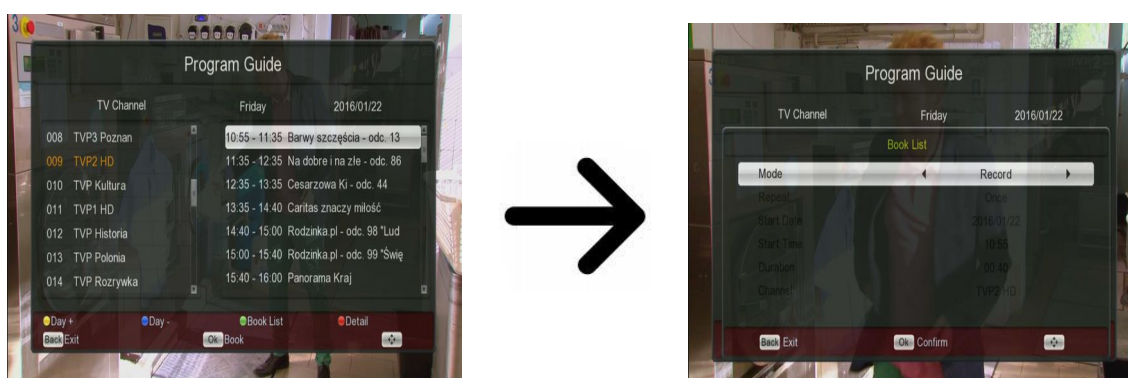 Program Guide
TV Channel Friday 2016/01/22
008 TVP3 Poznan 10:55 - 11:35 Barwy szczęścia - odc. 13
009 TVP2 HD 11:35 - 12:35 Na dobre i na złe - odc. 86
010 TVP Kultura 12:35 - 13:35 Cesarzowa Ki - odc. 44
011 TVP1 HD 13:35 - 14:40 Caritas znaczy miłość
012 TVP Historia 14:40 - 15:00 Rodzinka.pl - odc. 98 "Lud
013 TVP Polonia 15:00 - 15:40 Rodzinka.pl - odc. 99 "Świę
014 TVP Rozrywka 15:40 - 16:00 Panorama Kraj
Day + Day - Book List Detail
Back Exit Ok Book
Program Guide
TV Channel Friday 2016/01/22
Book List
Mode Record
Repeat Once
Start Date 2016/01/22
Start Time 10:55
Duration 00:40
Channel TVP2 HD
Back Exit Ok Confirm